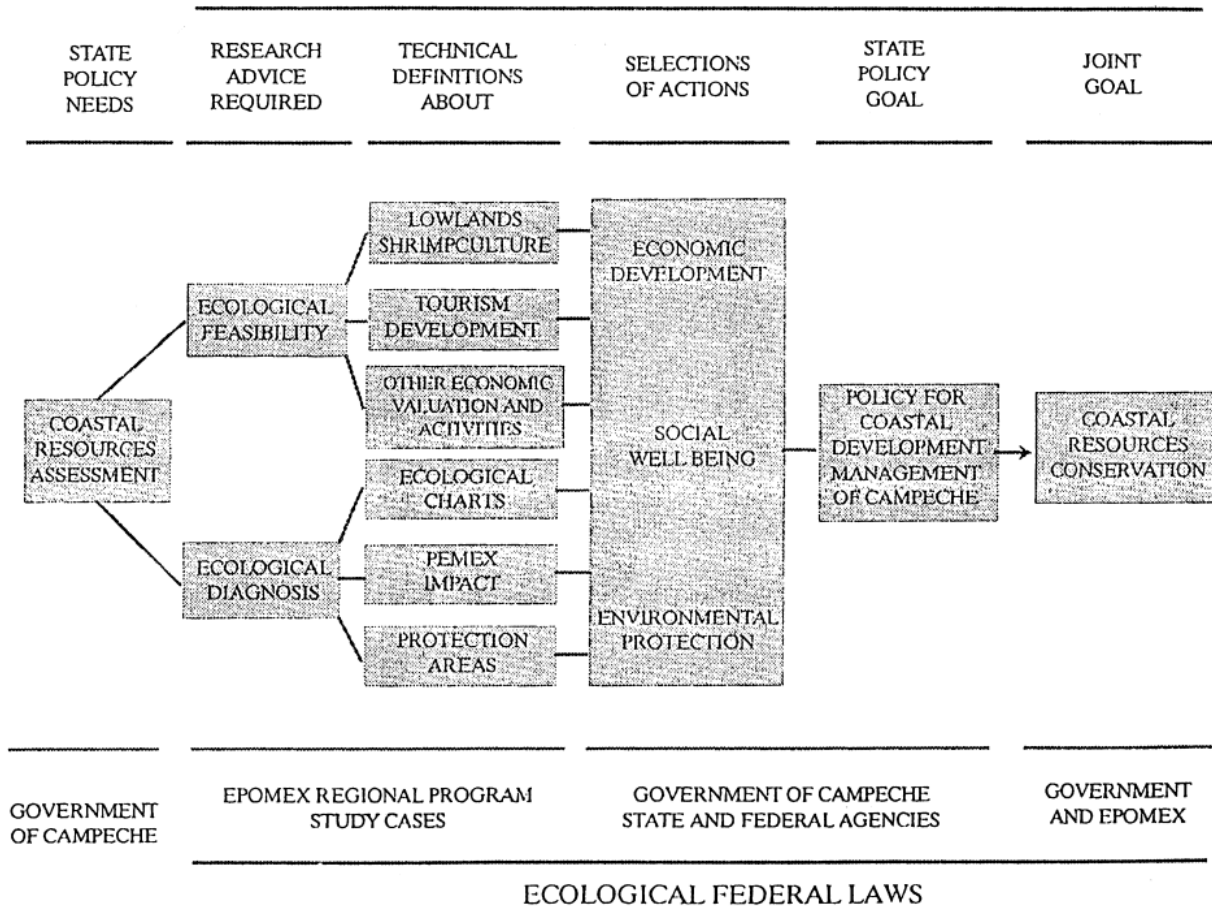 STATE
POLICY
NEEDS
RESEARCH
ADVICE
REQUIRED
TECHNICAL
DEFINITIONS
ABOUT
SELECTIONS
OF ACTIONS
STATE
POLICY
GOAL
JOINT
GOAL
COASTAL
RESOURCES
ASSESSMENT
ECOLOGICAL
FEASIBILITY
ECOLOGICAL
DIAGNOSIS
LOWLANDS
SHRIMPCULTURE
TOURISM
DEVELOPMENT
OTHER ECONOMIC
VALUATION AND
ACTIVITIES
ECOLOGICAL
CHARTS
PEMEX
IMPACT
PROTECTION
AREAS
ECONOMIC
DEVELOPMENT
SOCIAL
WELL BEING
ENVIRONMENTAL
PROTECTION
POLICY FOR
COASTAL
DEVELOPMENT
MANAGEMENT
OF CAMPECHE
COASTAL
RESOURCES
CONSERVATION
GOVERNMENT
OF CAMPECHE
EPOMEX REGIONAL PROGRAM
STUDY CASES
GOVERNMENT OF CAMPECHE
STATE AND FEDERAL AGENCIES
GOVERNMENT
AND EPOMEX
ECOLOGICAL FEDERAL LAWS